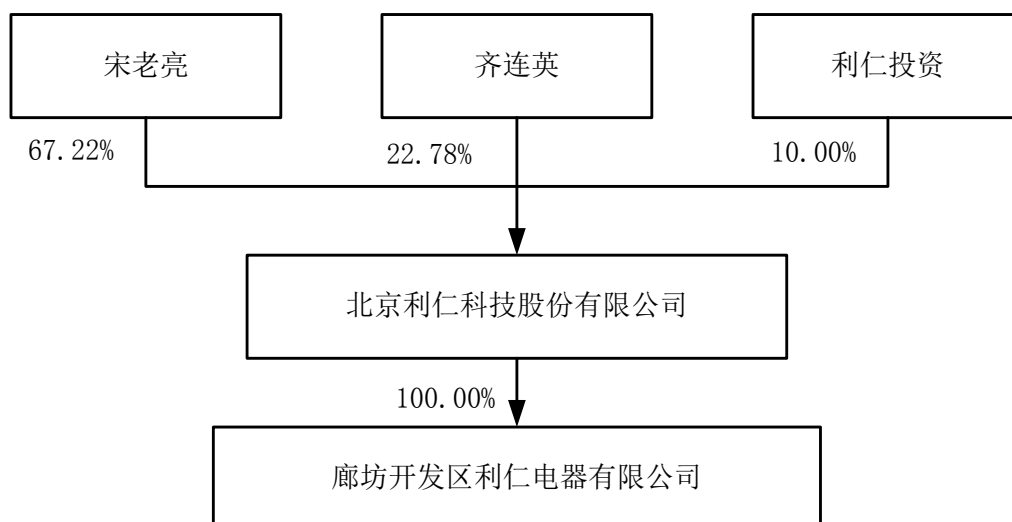 宋老亮
齐连英
利仁投资
67.22%
22.78%
10.00%
北京利仁科技股份有限公司
100.00%
廊坊开发区利仁电器有限公司